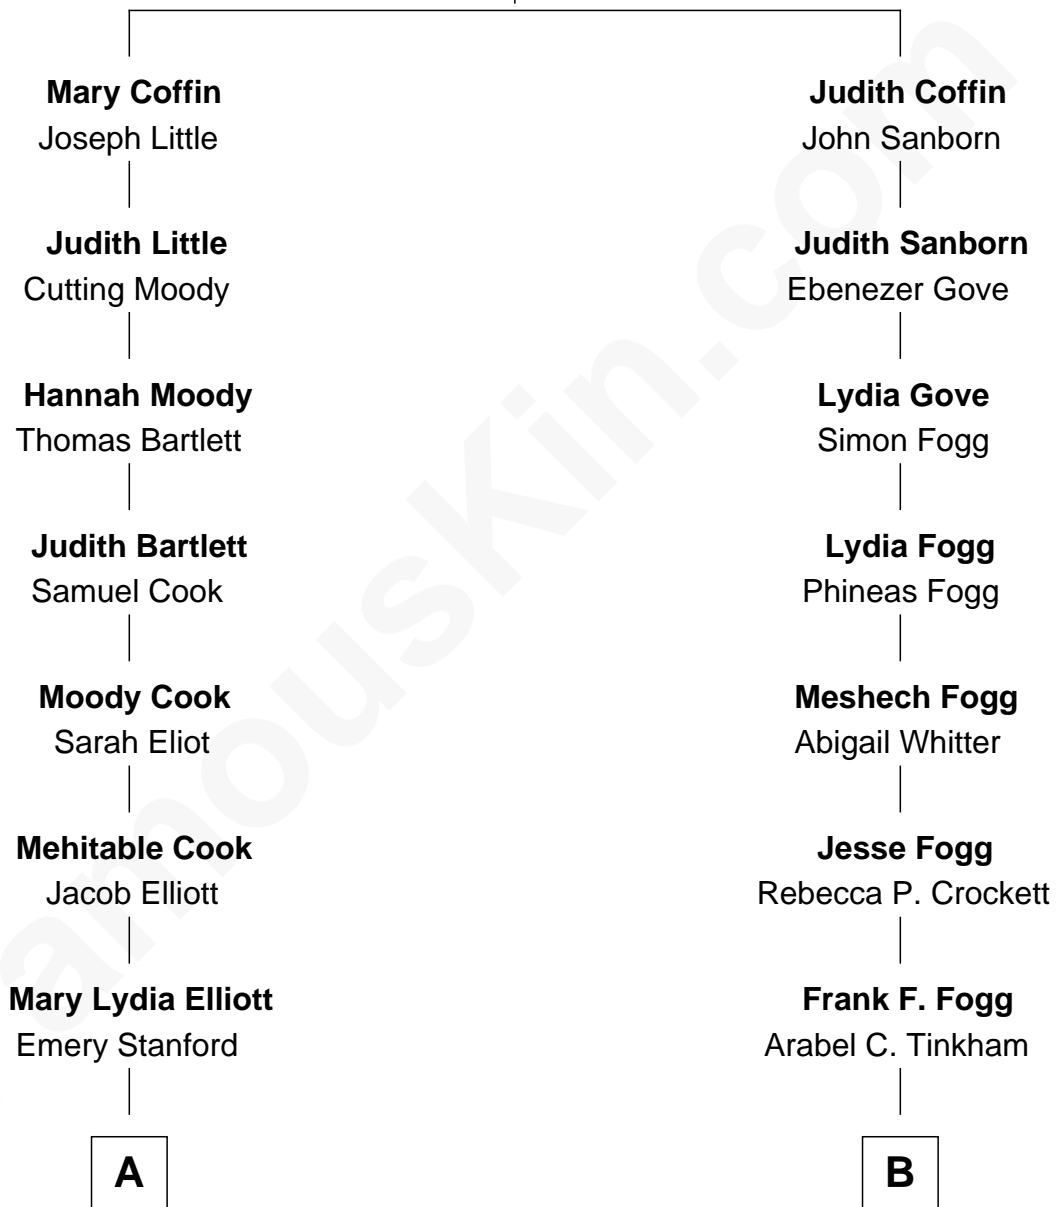 Mary Coffin
Joseph Little
Judith Little
Cutting Moody
Hannah Moody
Thomas Bartlett
Judith Bartlett
Samuel Cook
Moody Cook
Sarah Eliot
Mehitable Cook
Jacob Elliott
Mary Lydia Elliott
Emery Stanford
A
Judith Coffin
John Sanborn
Judith Sanborn
Ebenezer Gove
Lydia Gove
Simon Fogg
Lydia Fogg
Phineas Fogg
Meshech Fogg
Abigail Whitter
Jesse Fogg
Rebecca P. Crockett
Frank F. Fogg
Arabel C. Tinkham
B
amousKin.com